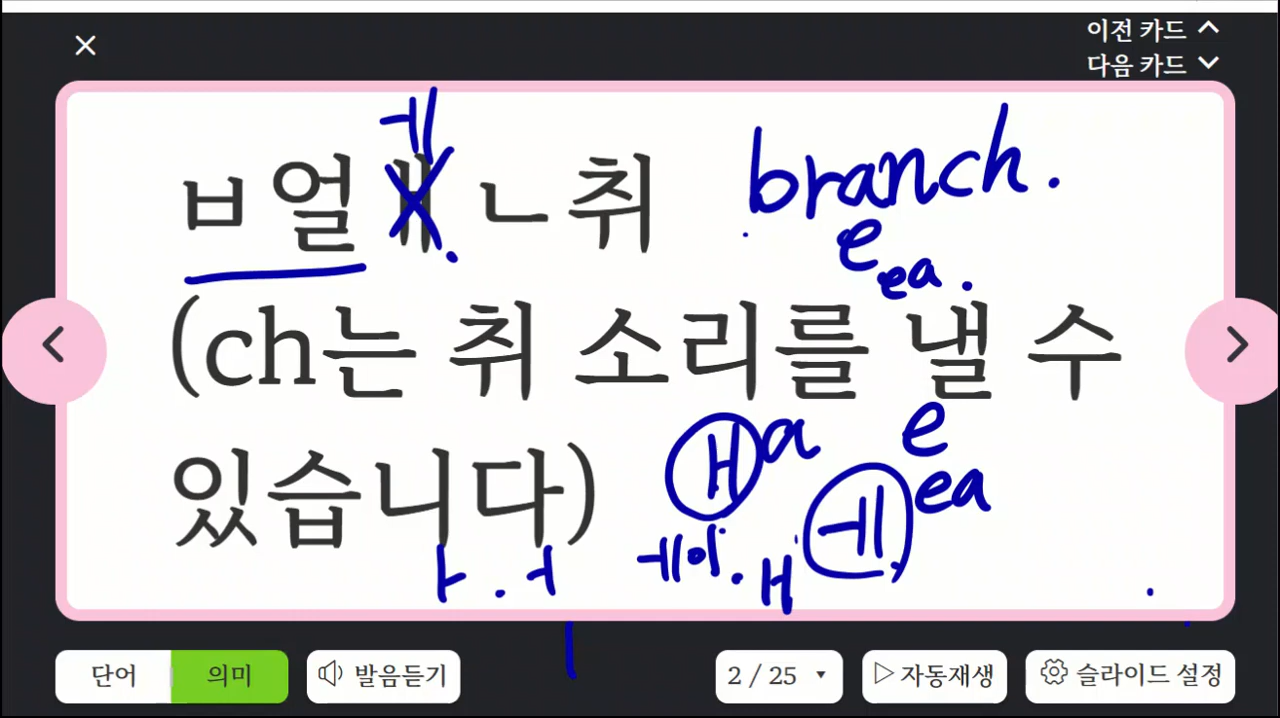 이전 카드
다음 카드
ㅔ
ㅂ얼 ㅐ ㄴ취 branch.
e
ea.
(ch는 취 소리를 낼 수
있습니다)
ㅐ a e
ㅔ ea
ㅏ . ㅓ ㅔ이. ㅐ
ㅣ
단어 의미 발음듣기 2 / 25 자동재생 슬라이드 설정